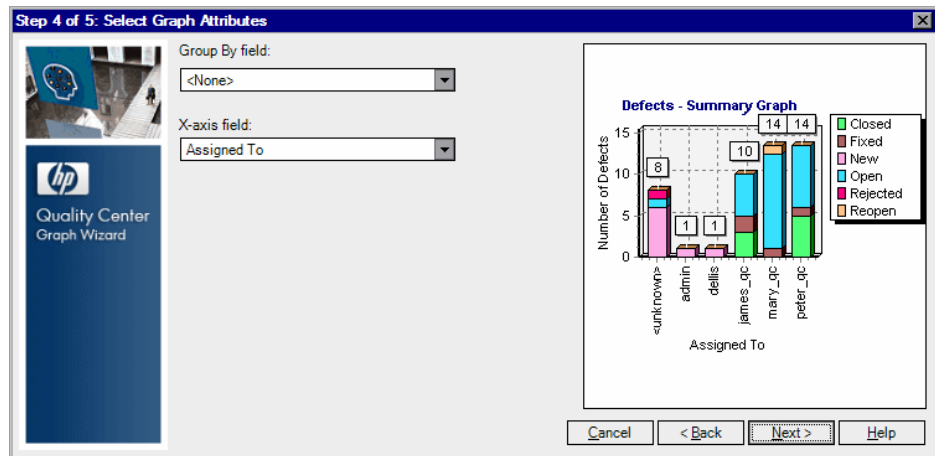 Step 4 of 5: Select Graph Attributes
Group By field:
<None>
X-axis field:
Assigned To
hp
Quality Center
Graph Wizard
Defects - Summary Graph
Number of Defects
15
10
5
0
8
1
1
10
14
14
<unknown>
admin
dellis
james_qc
mary_qc
peter_qc
Assigned To
Closed
Fixed
New
Open
Rejected
Reopen
Cancel
< Back
Next >
Help